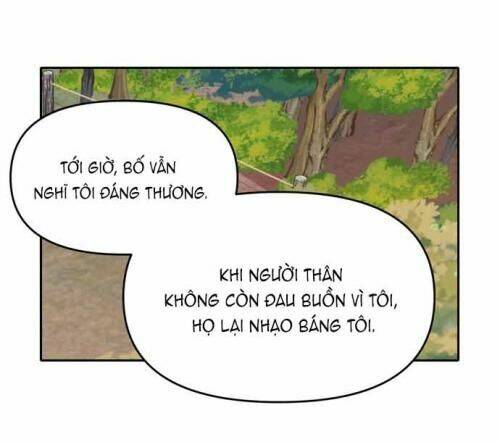 TỚI GIỜ, BỐ VẪN
NGHĨ TÔI ĐÁNG THƯƠNG.
KHI NGƯỜI THÂN
KHÔNG CÒN ĐAU BUỒN VÌ TÔI,
HỌ LẠI NHẠO BÁNG TÔI.